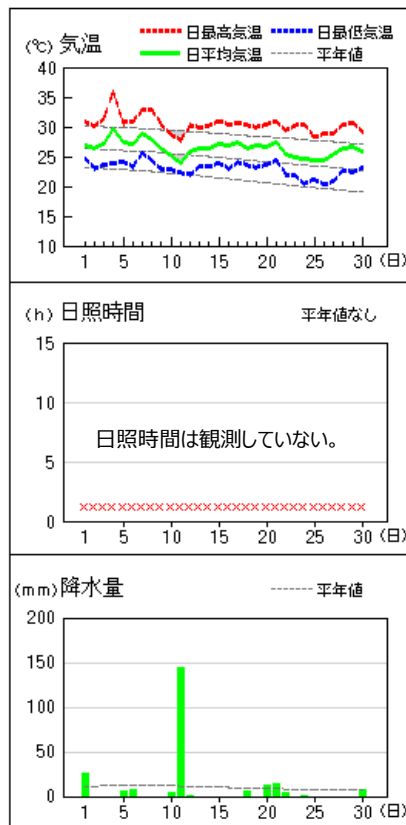 日最高気温 日最低気温
(℃) 気温 日平均気温 平年値
40
35
30
25
20
15
10
1 5 10 15 20 25 30 (日)
(h) 日照時間 平年値なし
15
10
日照時間は観測していない。
5
0
1 5 10 15 20 25 30 (日)
(mm) 降水量 平年値
200
150
100
50
0
1 5 10 15 20 25 30 (日)